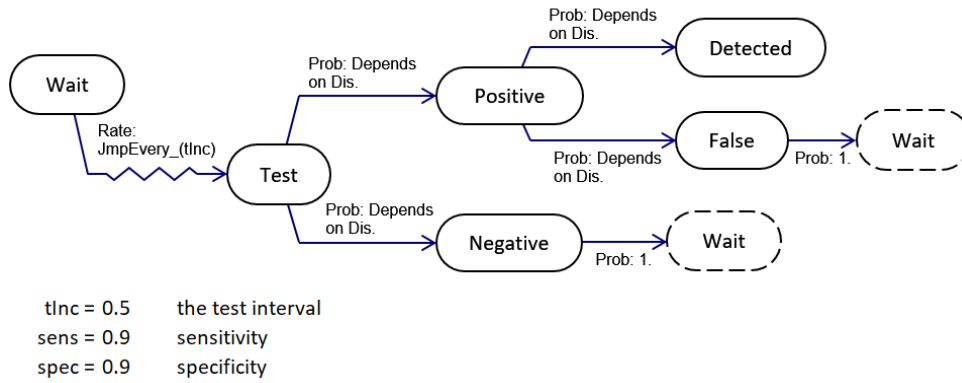 Prob: Depends
on Dis.
Detected
Wait
Prob: Depends
on Dis.
Positive
Rate:
JmpEvery_(tInc)
False
Wait
Prob: 1.
Test
Prob: Depends
on Dis.
Prob: Depends
on Dis.
Negative
Wait
Prob: 1.
tInc = 0.5 the test interval
sens = 0.9 sensitivity
spec = 0.9 specificity